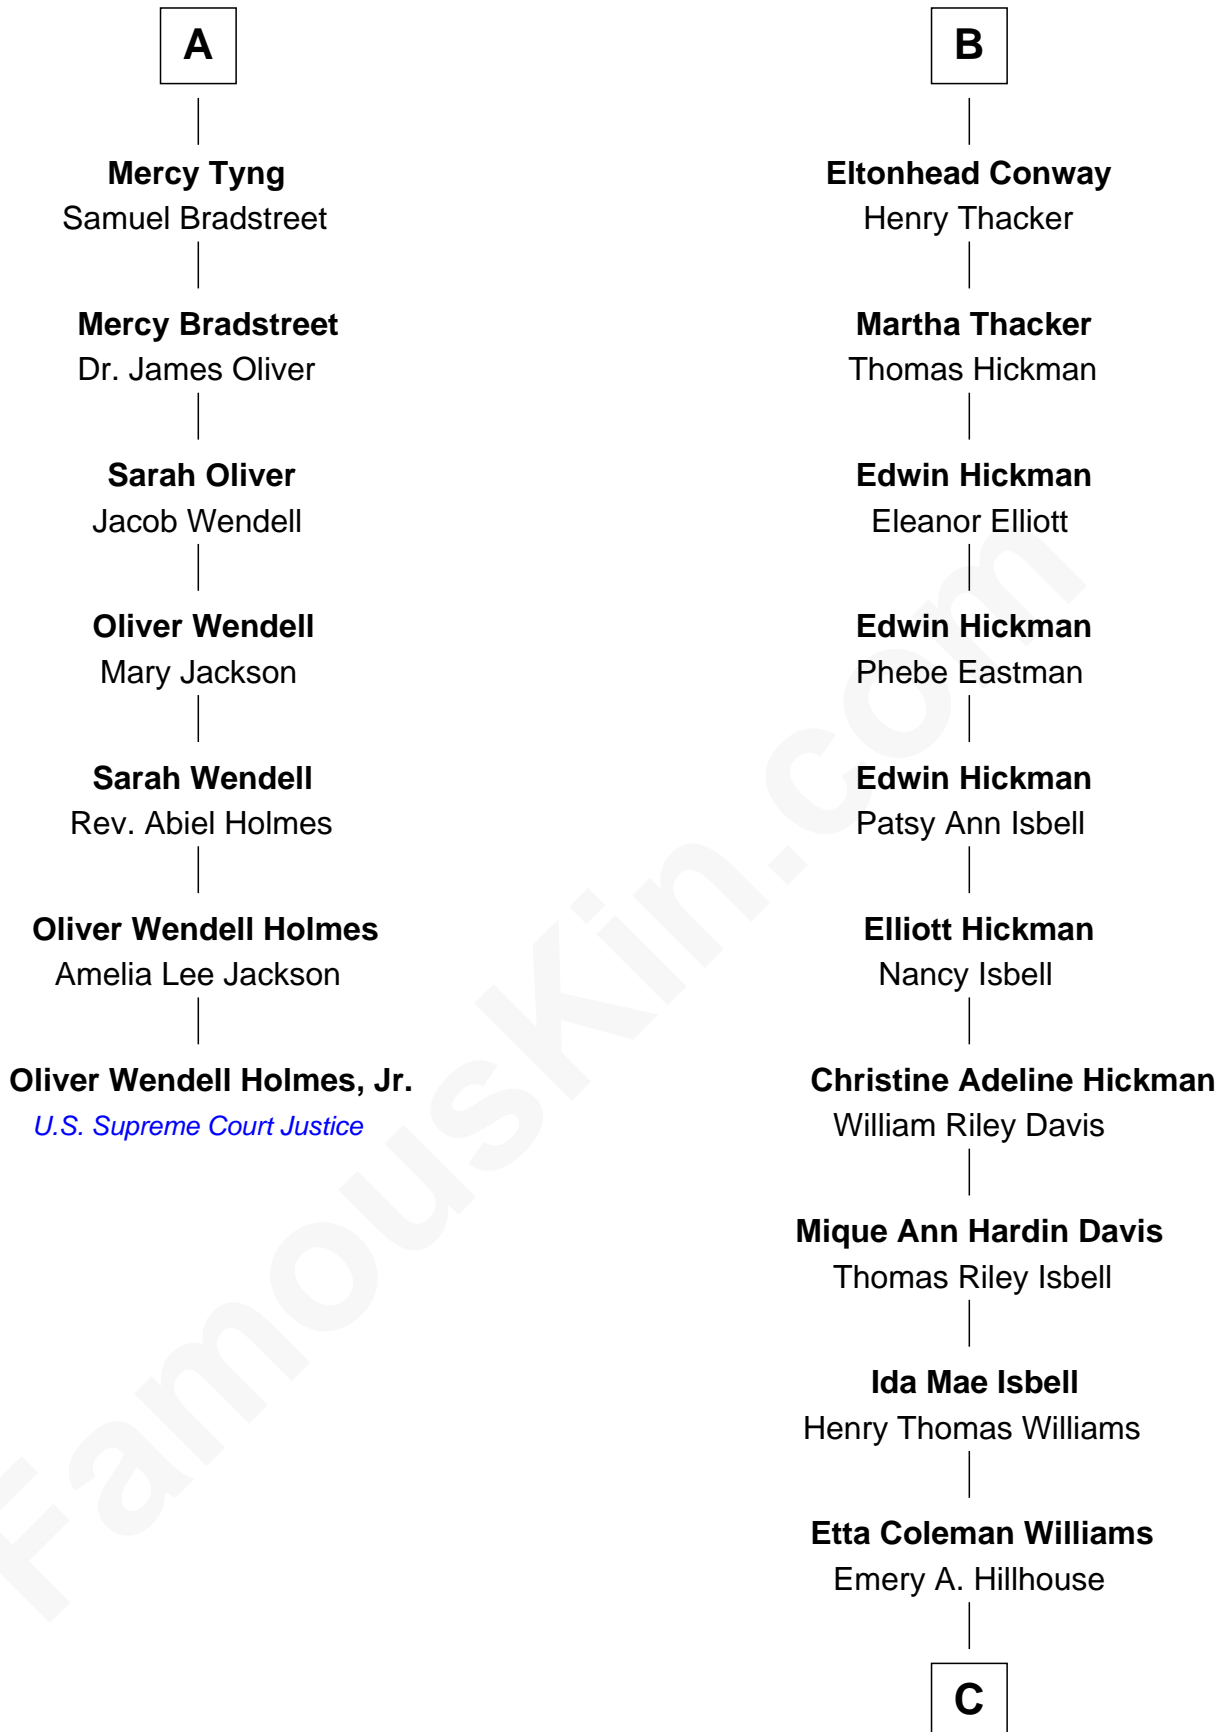 A
Mercy Tyng
Samuel Bradstreet
Mercy Bradstreet
Dr. James Oliver
Sarah Oliver
Jacob Wendell
Oliver Wendell
Mary Jackson
Sarah Wendell
Rev. Abiel Holmes
Oliver Wendell Holmes
Amelia Lee Jackson
Oliver Wendell Holmes, Jr.
U.S. Supreme Court Justice
B
Eltonhead Conway
Henry Thacker
Martha Thacker
Thomas Hickman
Edwin Hickman
Eleanor Elliott
Edwin Hickman
Phebe Eastman
Edwin Hickman
Patsy Ann Isbell
Elliott Hickman
Nancy Isbell
Christine Adeline Hickman
William Riley Davis
Mique Ann Hardin Davis
Thomas Riley Isbell
Ida Mae Isbell
Henry Thomas Williams
Etta Coleman Williams
Emery A. Hillhouse
C
FamousKin.com